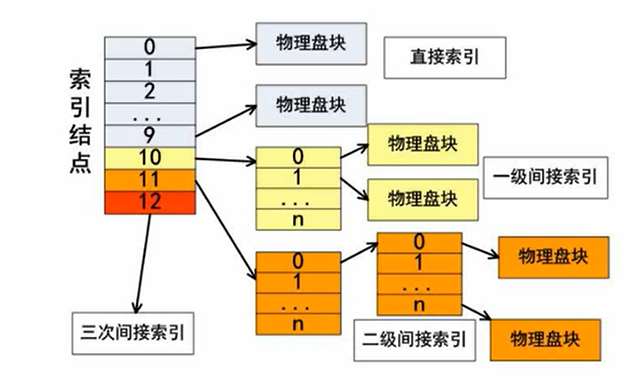 索引结点
0
1
2
...
9
10
11
12
物理盘块
物理盘块
直接索引
0
1
...
n
物理盘块
物理盘块
一级间接索引
0
1
...
n
0
1
...
n
物理盘块
物理盘块
二级间接索引
三次间接索引